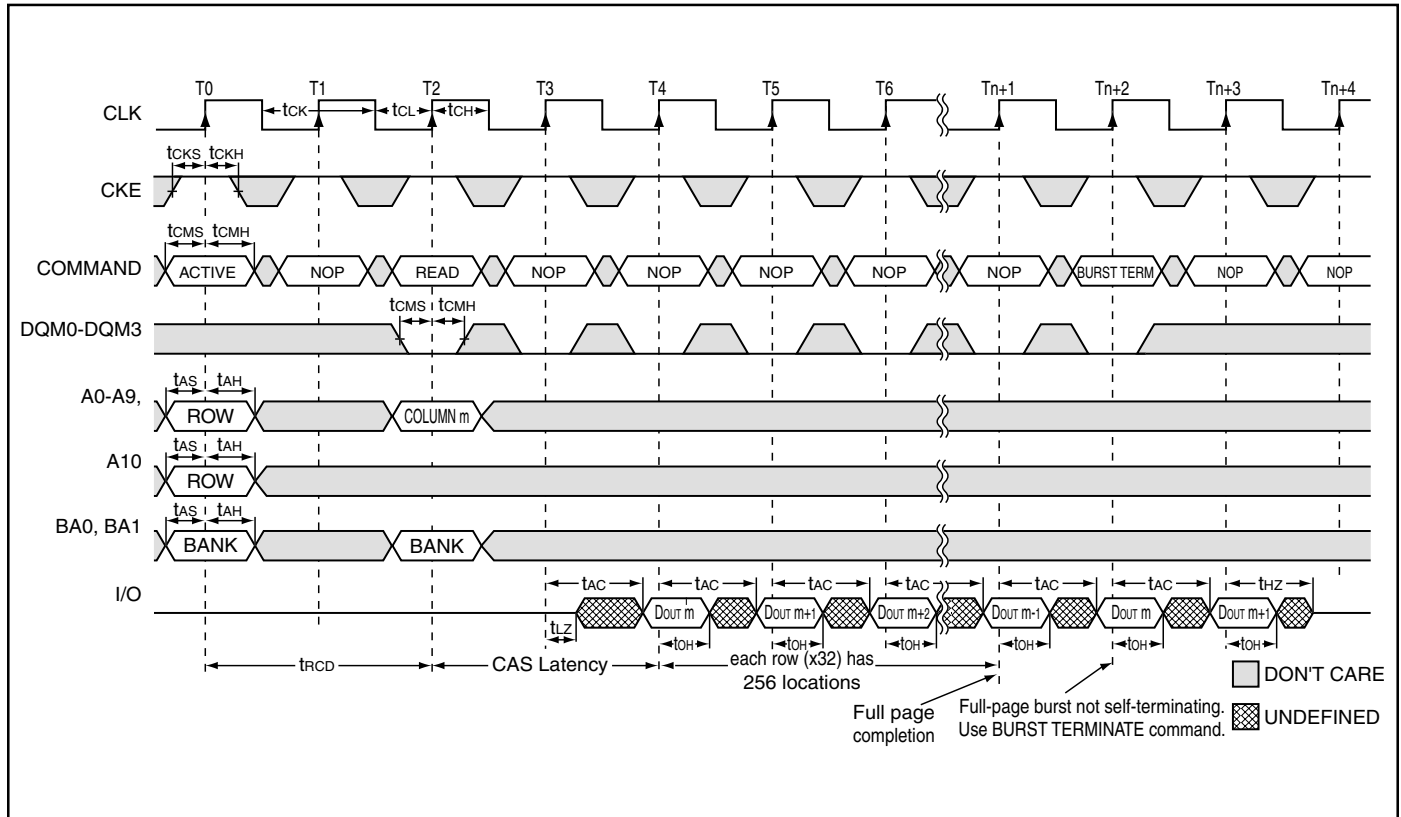 T0 T1 T2 T3 T4 T5 T6 Tn+1 Tn+2 Tn+3 Tn+4
CLK tCK tCL tCH
tCKS tCKH
CKE
tCMS tCMH
COMMAND ACTIVE NOP READ NOP NOP NOP NOP NOP BURST TERM NOP NOP
tCMS tCMH
DQM0-DQM3
tAS tAH
A0-A9, ROW COLUMN m
tAS tAH
A10 ROW
tAS tAH
BA0, BA1 BANK BANK
tAC tAC tAC tAC tAC tAC tHZ
I/O DOUT m DOUT m+1 DOUT m+2 DOUT m-1 DOUT m DOUT m+1
tLZ tOH tOH tOH tOH tOH tOH
tRCD CAS Latency each row (x32) has
256 locations
DON'T CARE
Full page
completion
Full-page burst not self-terminating.
Use BURST TERMINATE command.
UNDEFINED